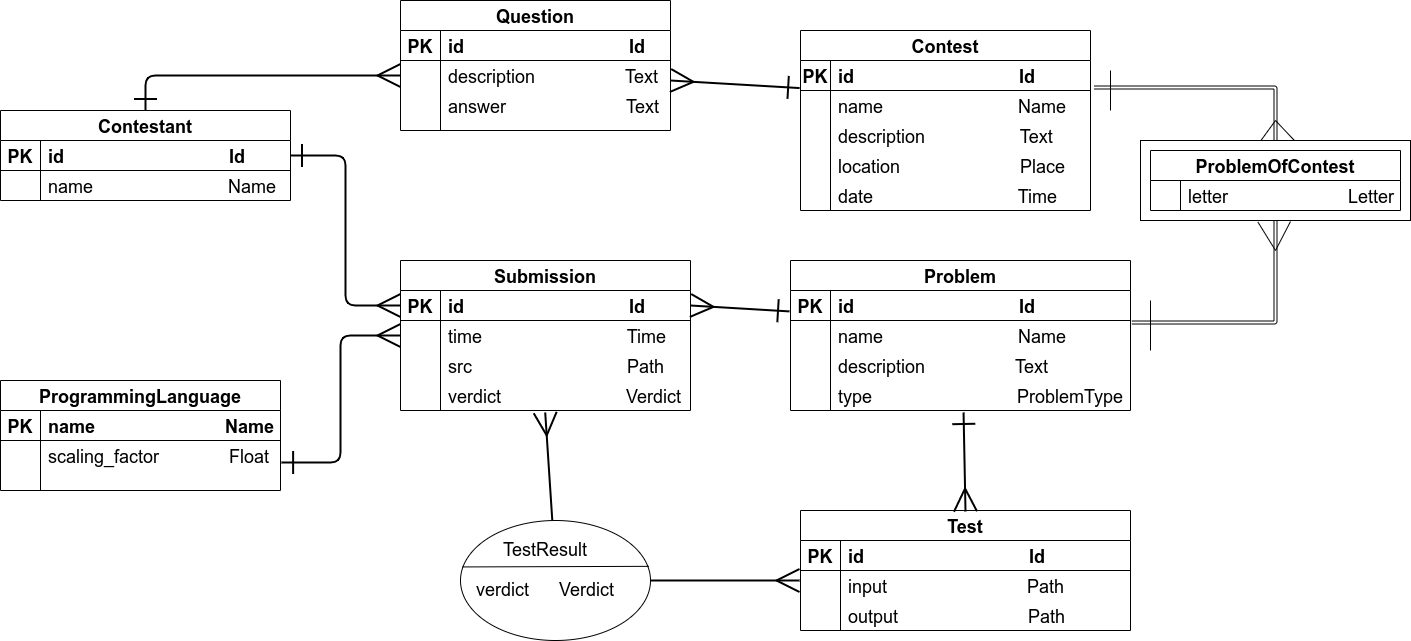 Question
PK id Id
description Text
answer Text
Contest
PK id Id
name Name
description Text
location Place
date Time
Contestant
PK id Id
name Name
ProblemOfContest
letter Letter
Submission
PK id Id
time Time
src Path
verdict Verdict
Problem
PK id Id
name Name
description Text
type ProblemType
ProgrammingLanguage
PK name Name
scaling_factor Float
TestResult
verdict Verdict
Test
PK id Id
input Path
output Path